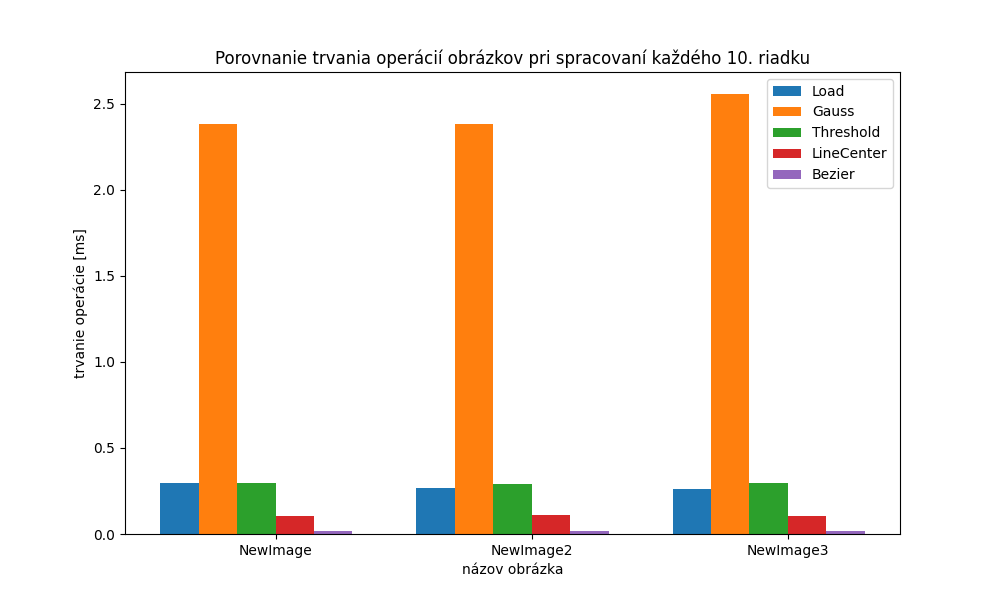 Porovnanie trvania operácií obrázkov pri spracovaní každého 10. riadku
trvanie operácie [ms]
2.5
2.0
1.5
1.0
0.5
0.0
Load
Gauss
Threshold
LineCenter
Bezier
NewImage
NewImage2
NewImage3
názov obrázka